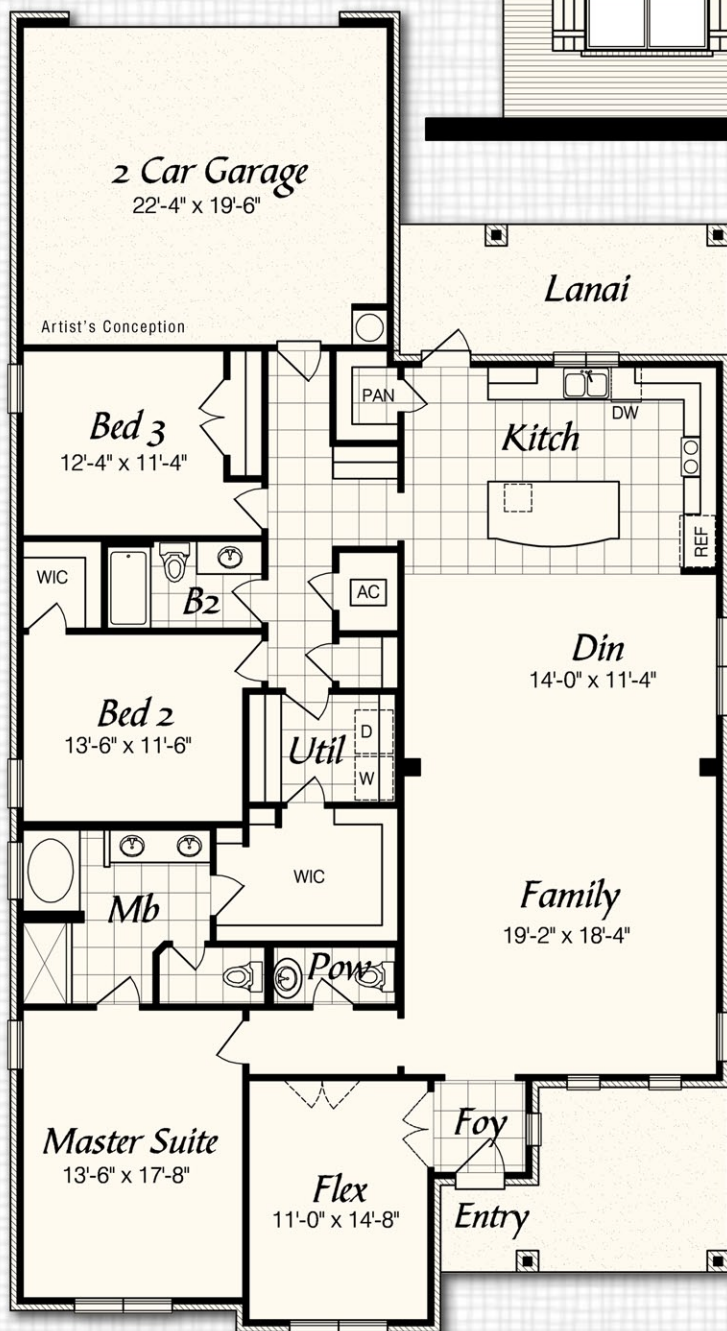 2 Car Garage
22'-4" x 19'-6"
Artist's Conception
Lanai
PAN
DW
Bed 3
12'-4" x 11'-4"
Kitch
REF
WIC
B2
AC
Din
14'-0" x 11'-4"
Bed 2
13'-6" x 11'-6"
Util
D
W
WIC
Mb
Family
19'-2" x 18'-4"
Pow
Foy
Master Suite
13'-6" x 17'-8"
Flex
11'-0" x 14'-8"
Entry